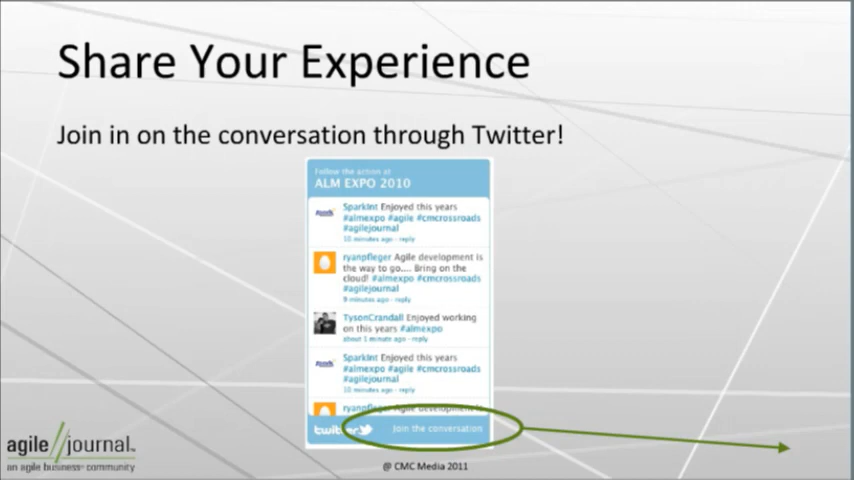 Share Your Experience
Join in on the conversation through Twitter!
Follow the action at
ALM EXPO 2010
SparkInt Enjoyed this years
#almexpo #agile #cmcrossroads
#agilejournal
10 minutes ago · reply
ryanpfleger Agile development is
the way to go.... Bring on the
cloud! #almexpo #cmcrossroads
#agilejournal
9 minutes ago · reply
TysonCrandall Enjoyed working
on this years #almexpo
about 1 minute ago · reply
SparkInt Enjoyed this years
#almexpo #agile #cmcrossroads
#agilejournal
10 minutes ago · reply
ryanpfleger Agile development is
twitter Join the conversation
agile//journal
an agile business community
@ CMC Media 2011